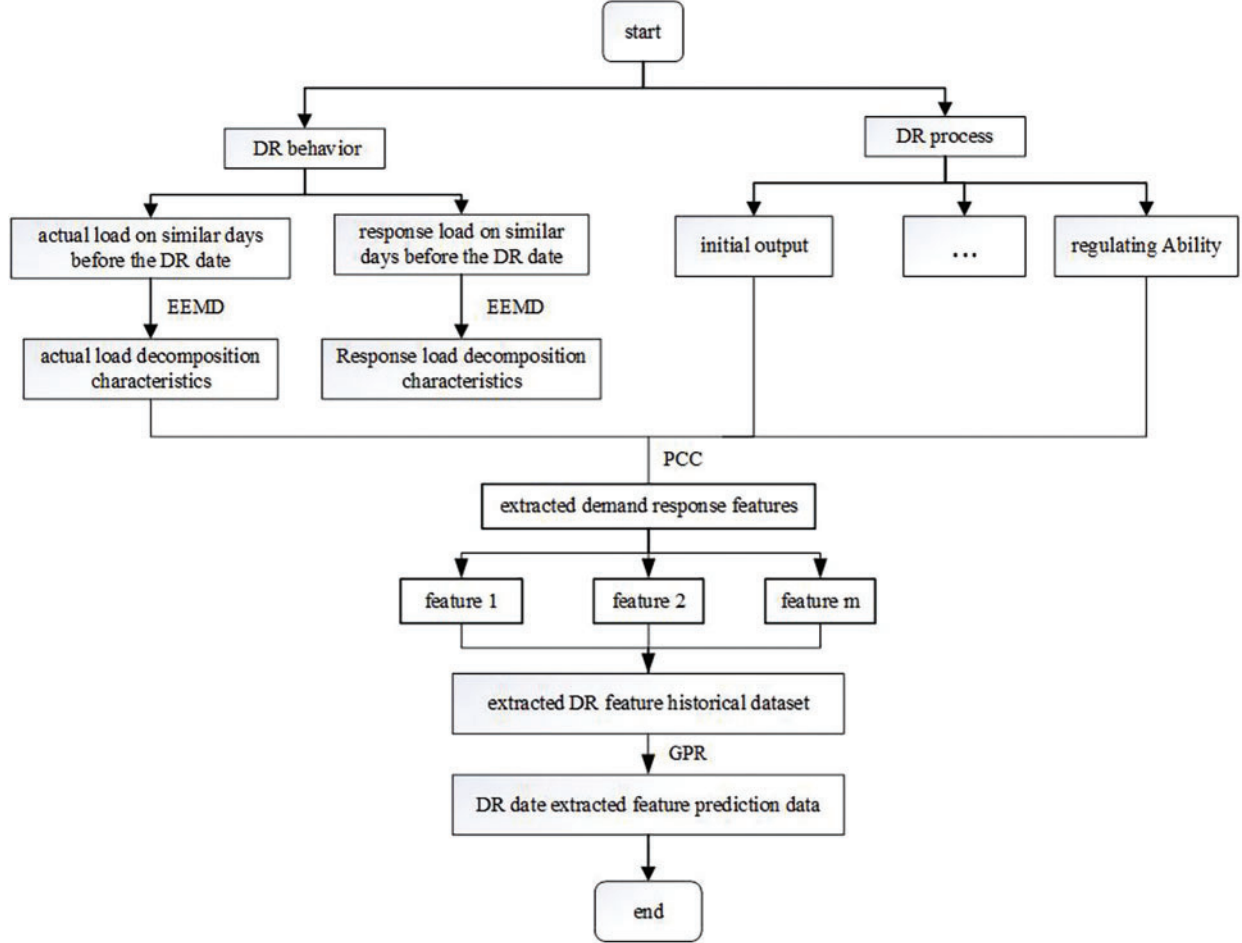 start
DR behavior
DR process
actual load on similar days
before the DR date
response load on similar
days before the DR date
initial output
...
regulating Ability
EEMD
EEMD
actual load decomposition
characteristics
Response load decomposition
characteristics
PCC
extracted demand response features
feature 1
feature 2
feature m
extracted DR feature historical dataset
GPR
DR date extracted feature prediction data
end